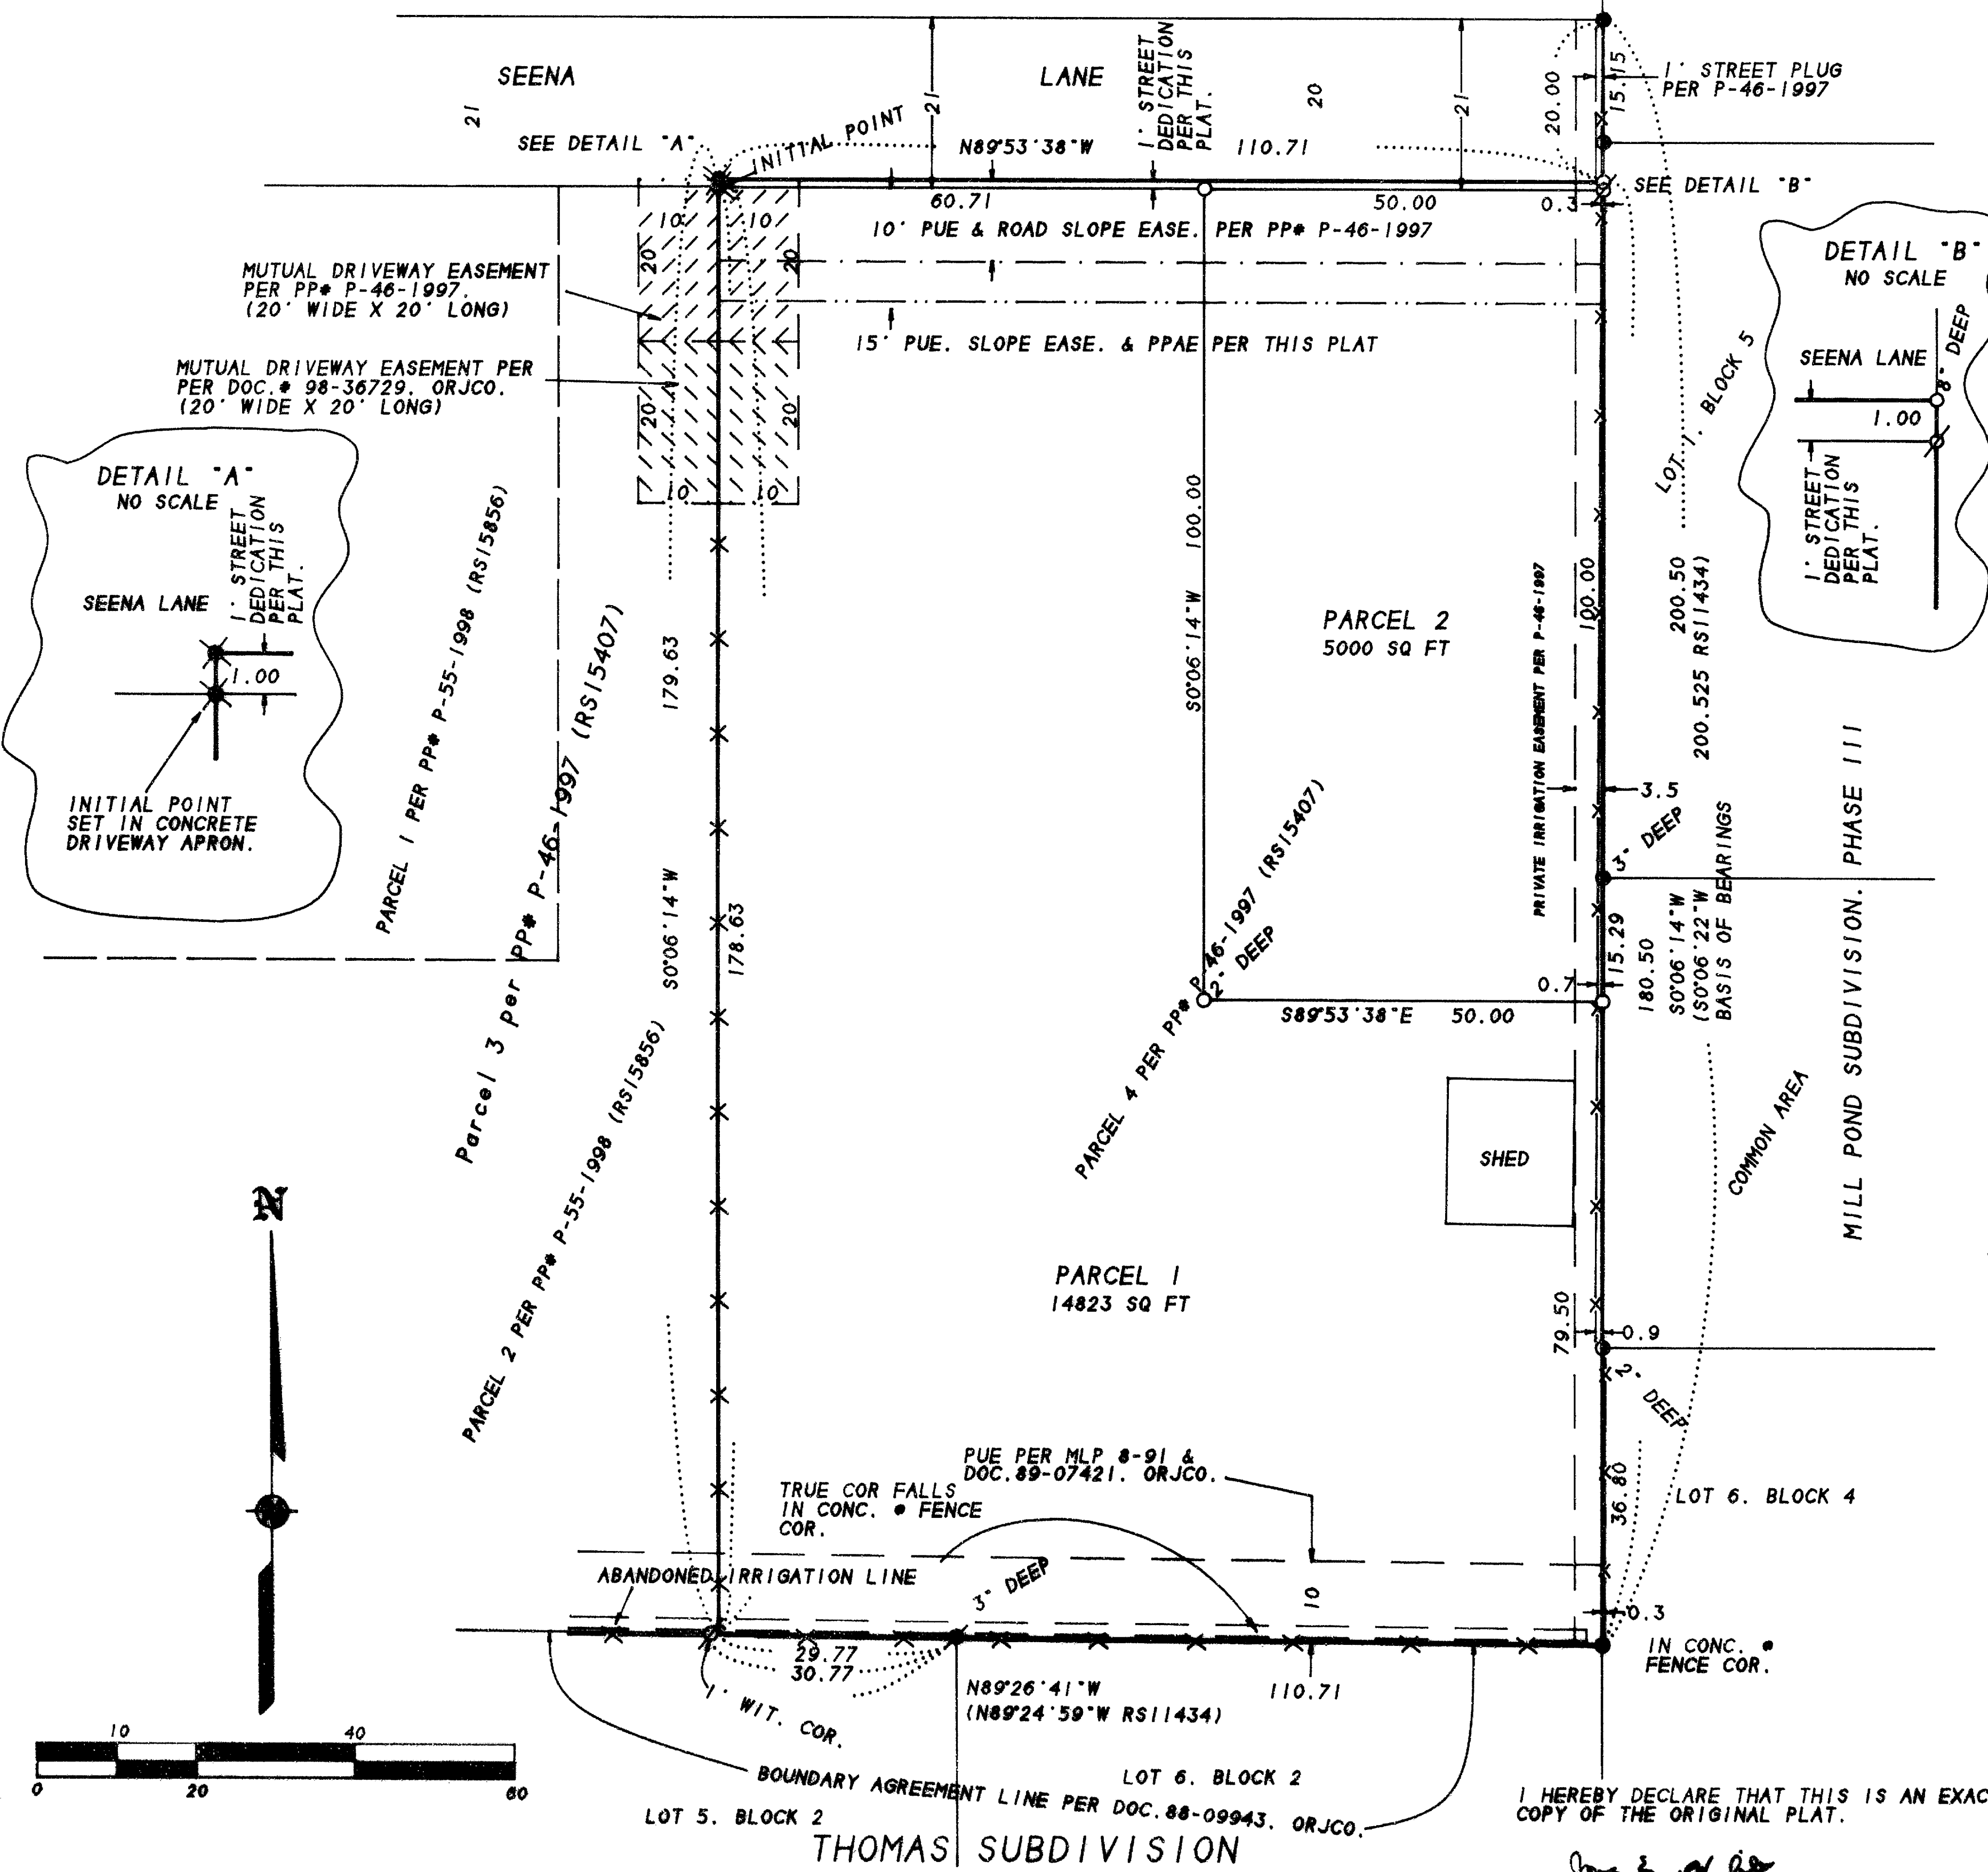 SEENA
LANE
21
21
1' STREET
DEDICATION
PER THIS
PLAT.
20
21
20.00
15.15
1' STREET PLUG
PER P-46-1997
SEE DETAIL "A"
INITIAL POINT
N89°53'38"W
110.71
SEE DETAIL "B"
60.71
50.00
0.3
10' PUE & ROAD SLOPE EASE. PER PP# P-46-1997
10
10
20
20
MUTUAL DRIVEWAY EASEMENT
PER PP# P-46-1997.
(20' WIDE X 20' LONG)
15' PUE. SLOPE EASE. & PPAE PER THIS PLAT
MUTUAL DRIVEWAY EASEMENT PER
PER DOC.# 98-36729. ORJCO.
(20' WIDE X 20' LONG)
20
20
10
10
DETAIL "B"
NO SCALE
SEENA LANE
8" DEEP
1.00
1' STREET
DEDICATION
PER THIS
PLAT.
LOT 1. BLOCK 5
DETAIL "A"
NO SCALE
1' STREET
DEDICATION
PER THIS
PLAT.
SEENA LANE
1.00
INITIAL POINT
SET IN CONCRETE
DRIVEWAY APRON.
PARCEL 1 PER PP# P-55-1998 (RS15856)
Parcel 3 per PP# P-46-1997 (RS15407)
PARCEL 2 PER PP# P-55-1998 (RS15856)
179.63
S0°06'14"W
178.63
S0°06'14"W 100.00
PARCEL 2
5000 SQ FT
PRIVATE IRRIGATION EASEMENT PER P-46-1997
100.00
200.50
200.525 RS11434)
3.5
3" DEEP
PARCEL 4 PER PP# P-46-1997 (RS15407)
2" DEEP
S89°53'38"E 50.00
0.7
15.29
180.50
S0°06'14"W
(S0°06'22"W
BASIS OF BEARINGS
MILL POND SUBDIVISION. PHASE III
COMMON AREA
SHED
PARCEL 1
14823 SQ FT
79.50
0.9
2" DEEP
36.80
LOT 6. BLOCK 4
N
PUE PER MLP 8-91 &
DOC.89-07421. ORJCO.
TRUE COR FALLS
IN CONC. @ FENCE
COR.
ABANDONED IRRIGATION LINE
3" DEEP
10
0.3
IN CONC. @
FENCE COR.
29.77
30.77
1' WIT. COR.
N89°26'41"W
(N89°24'59"W RS11434)
110.71
10
40
0
20
60
BOUNDARY AGREEMENT LINE PER DOC.88-09943. ORJCO.
LOT 6. BLOCK 2
LOT 5. BLOCK 2
THOMAS SUBDIVISION
I HEREBY DECLARE THAT THIS IS AN EXAC
COPY OF THE ORIGINAL PLAT.